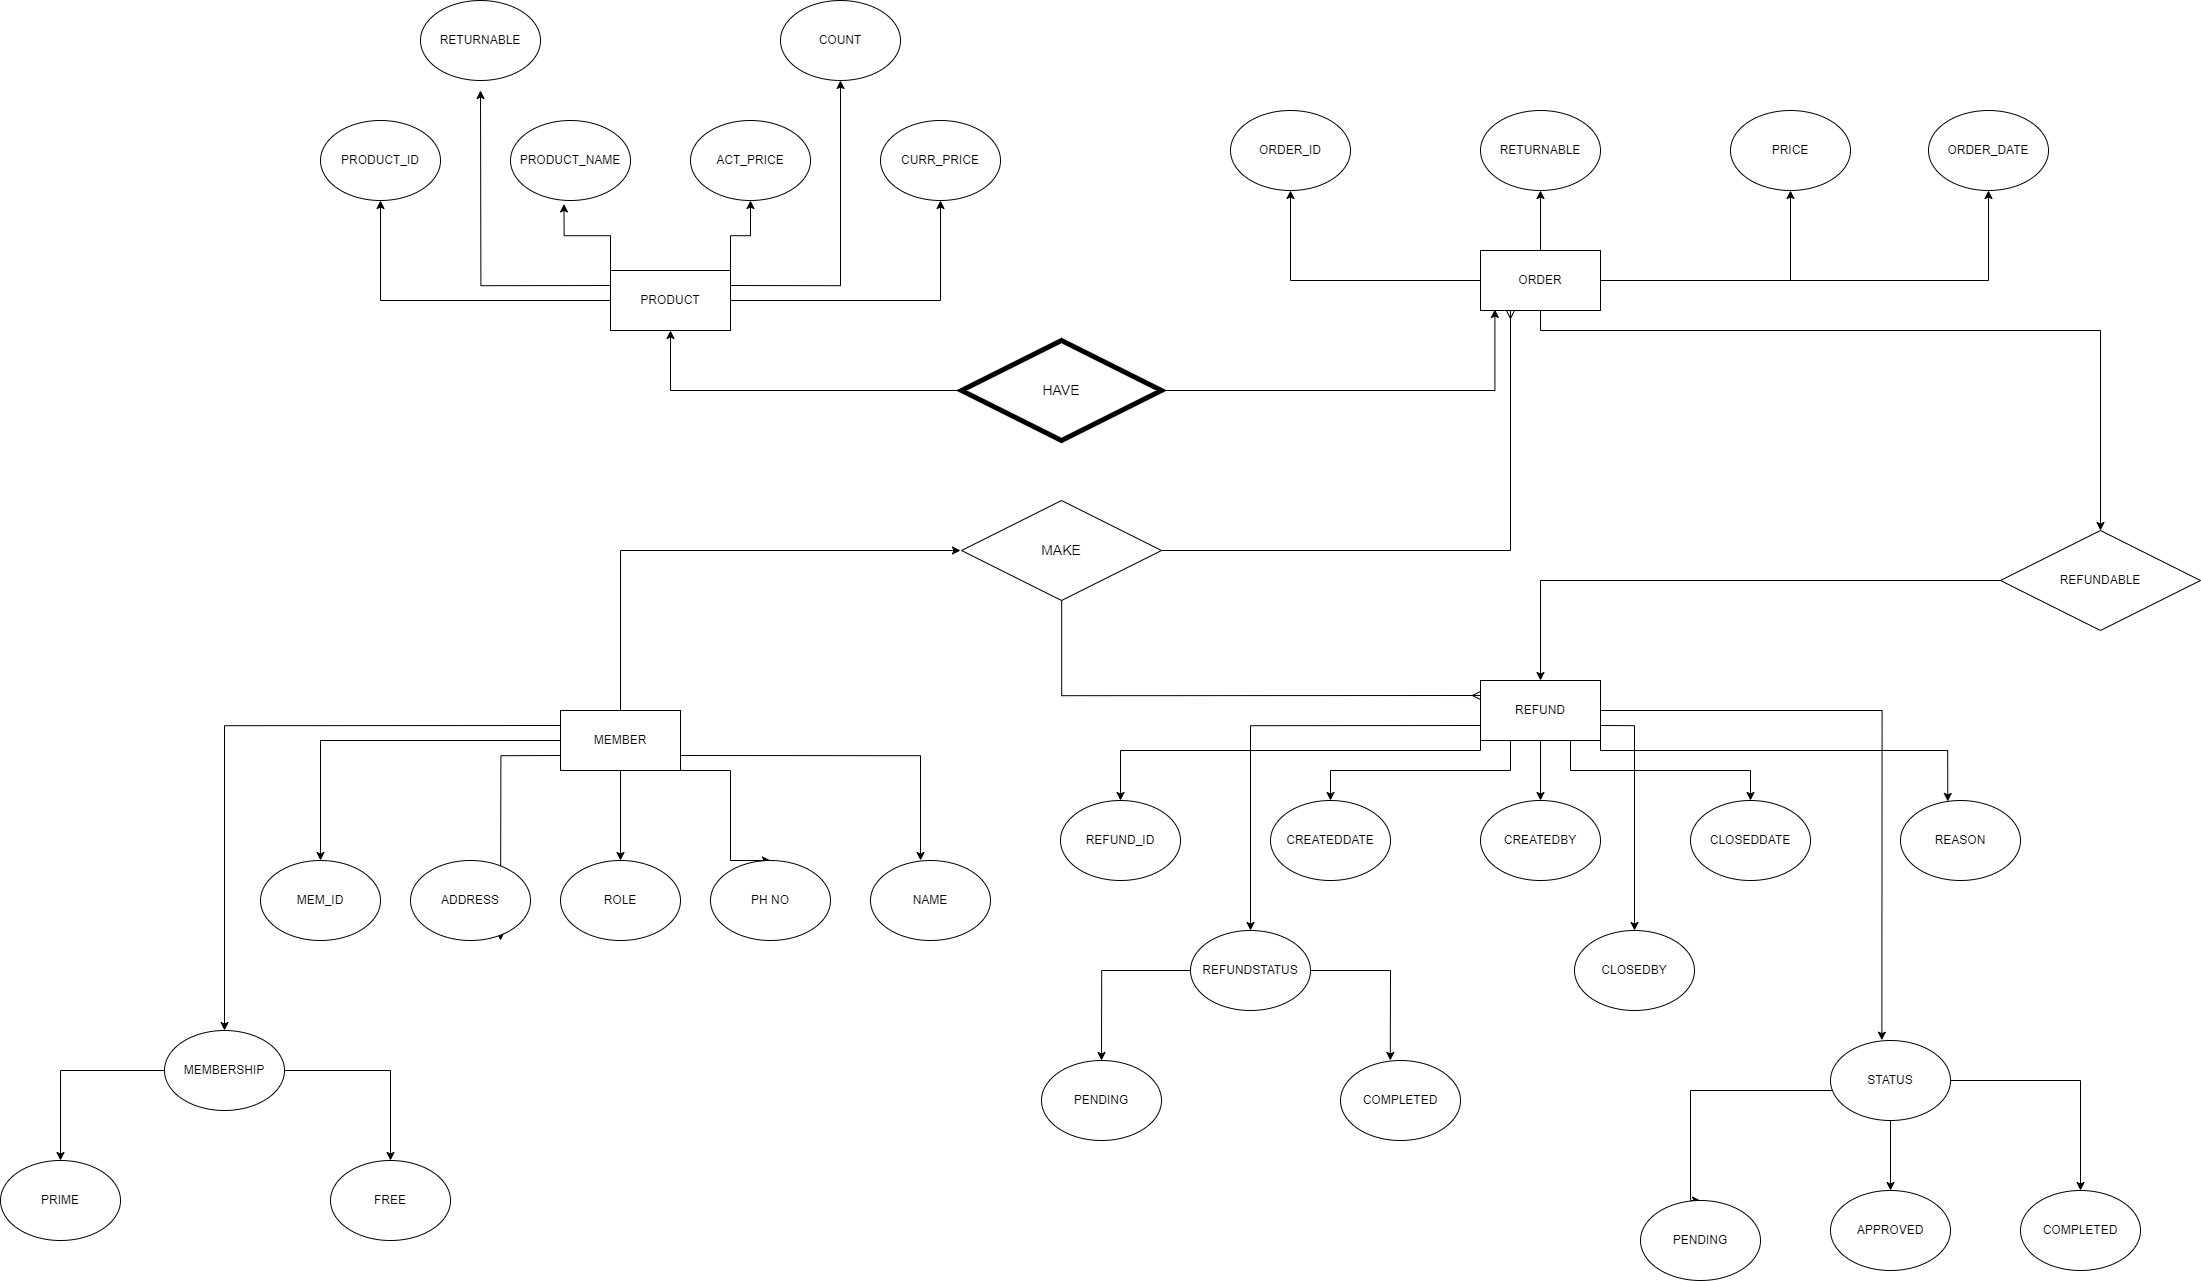 RETURNABLE
COUNT
PRODUCT_ID
PRODUCT_NAME
ACT_PRICE
CURR_PRICE
ORDER_ID
RETURNABLE
PRICE
ORDER_DATE
PRODUCT
ORDER
HAVE
MAKE
REFUNDABLE
MEMBER
REFUND
MEM_ID
ADDRESS
ROLE
PH NO
NAME
REFUND_ID
CREATEDDATE
CREATEDBY
CLOSEDDATE
REASON
REFUNDSTATUS
CLOSEDBY
MEMBERSHIP
PENDING
COMPLETED
STATUS
PRIME
FREE
PENDING
APPROVED
COMPLETED